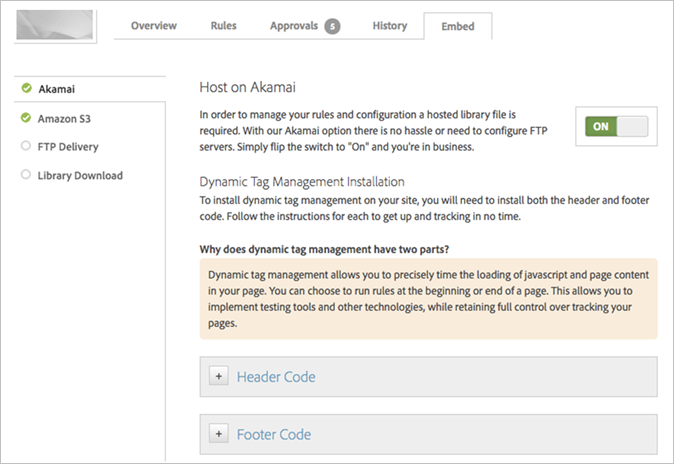 Overview Rules Approvals 5 History Embed
Akamai
Amazon S3
FTP Delivery
Library Download
Host on Akamai
In order to manage your rules and configuration a hosted library file is
required. With our Akamai option there is no hassle or need to configure FTP
servers. Simply flip the switch to "On" and you're in business.
ON
Dynamic Tag Management Installation
To install dynamic tag management on your site, you will need to install both the header and footer
code. Follow the instructions for each to get up and tracking in no time.
Why does dynamic tag management have two parts?
Dynamic tag management allows you to precisely time the loading of javascript and page content
in your page. You can choose to run rules at the beginning or end of a page. This allows you to
implement testing tools and other technologies, while retaining full control over tracking your
pages.
+ Header Code
+ Footer Code